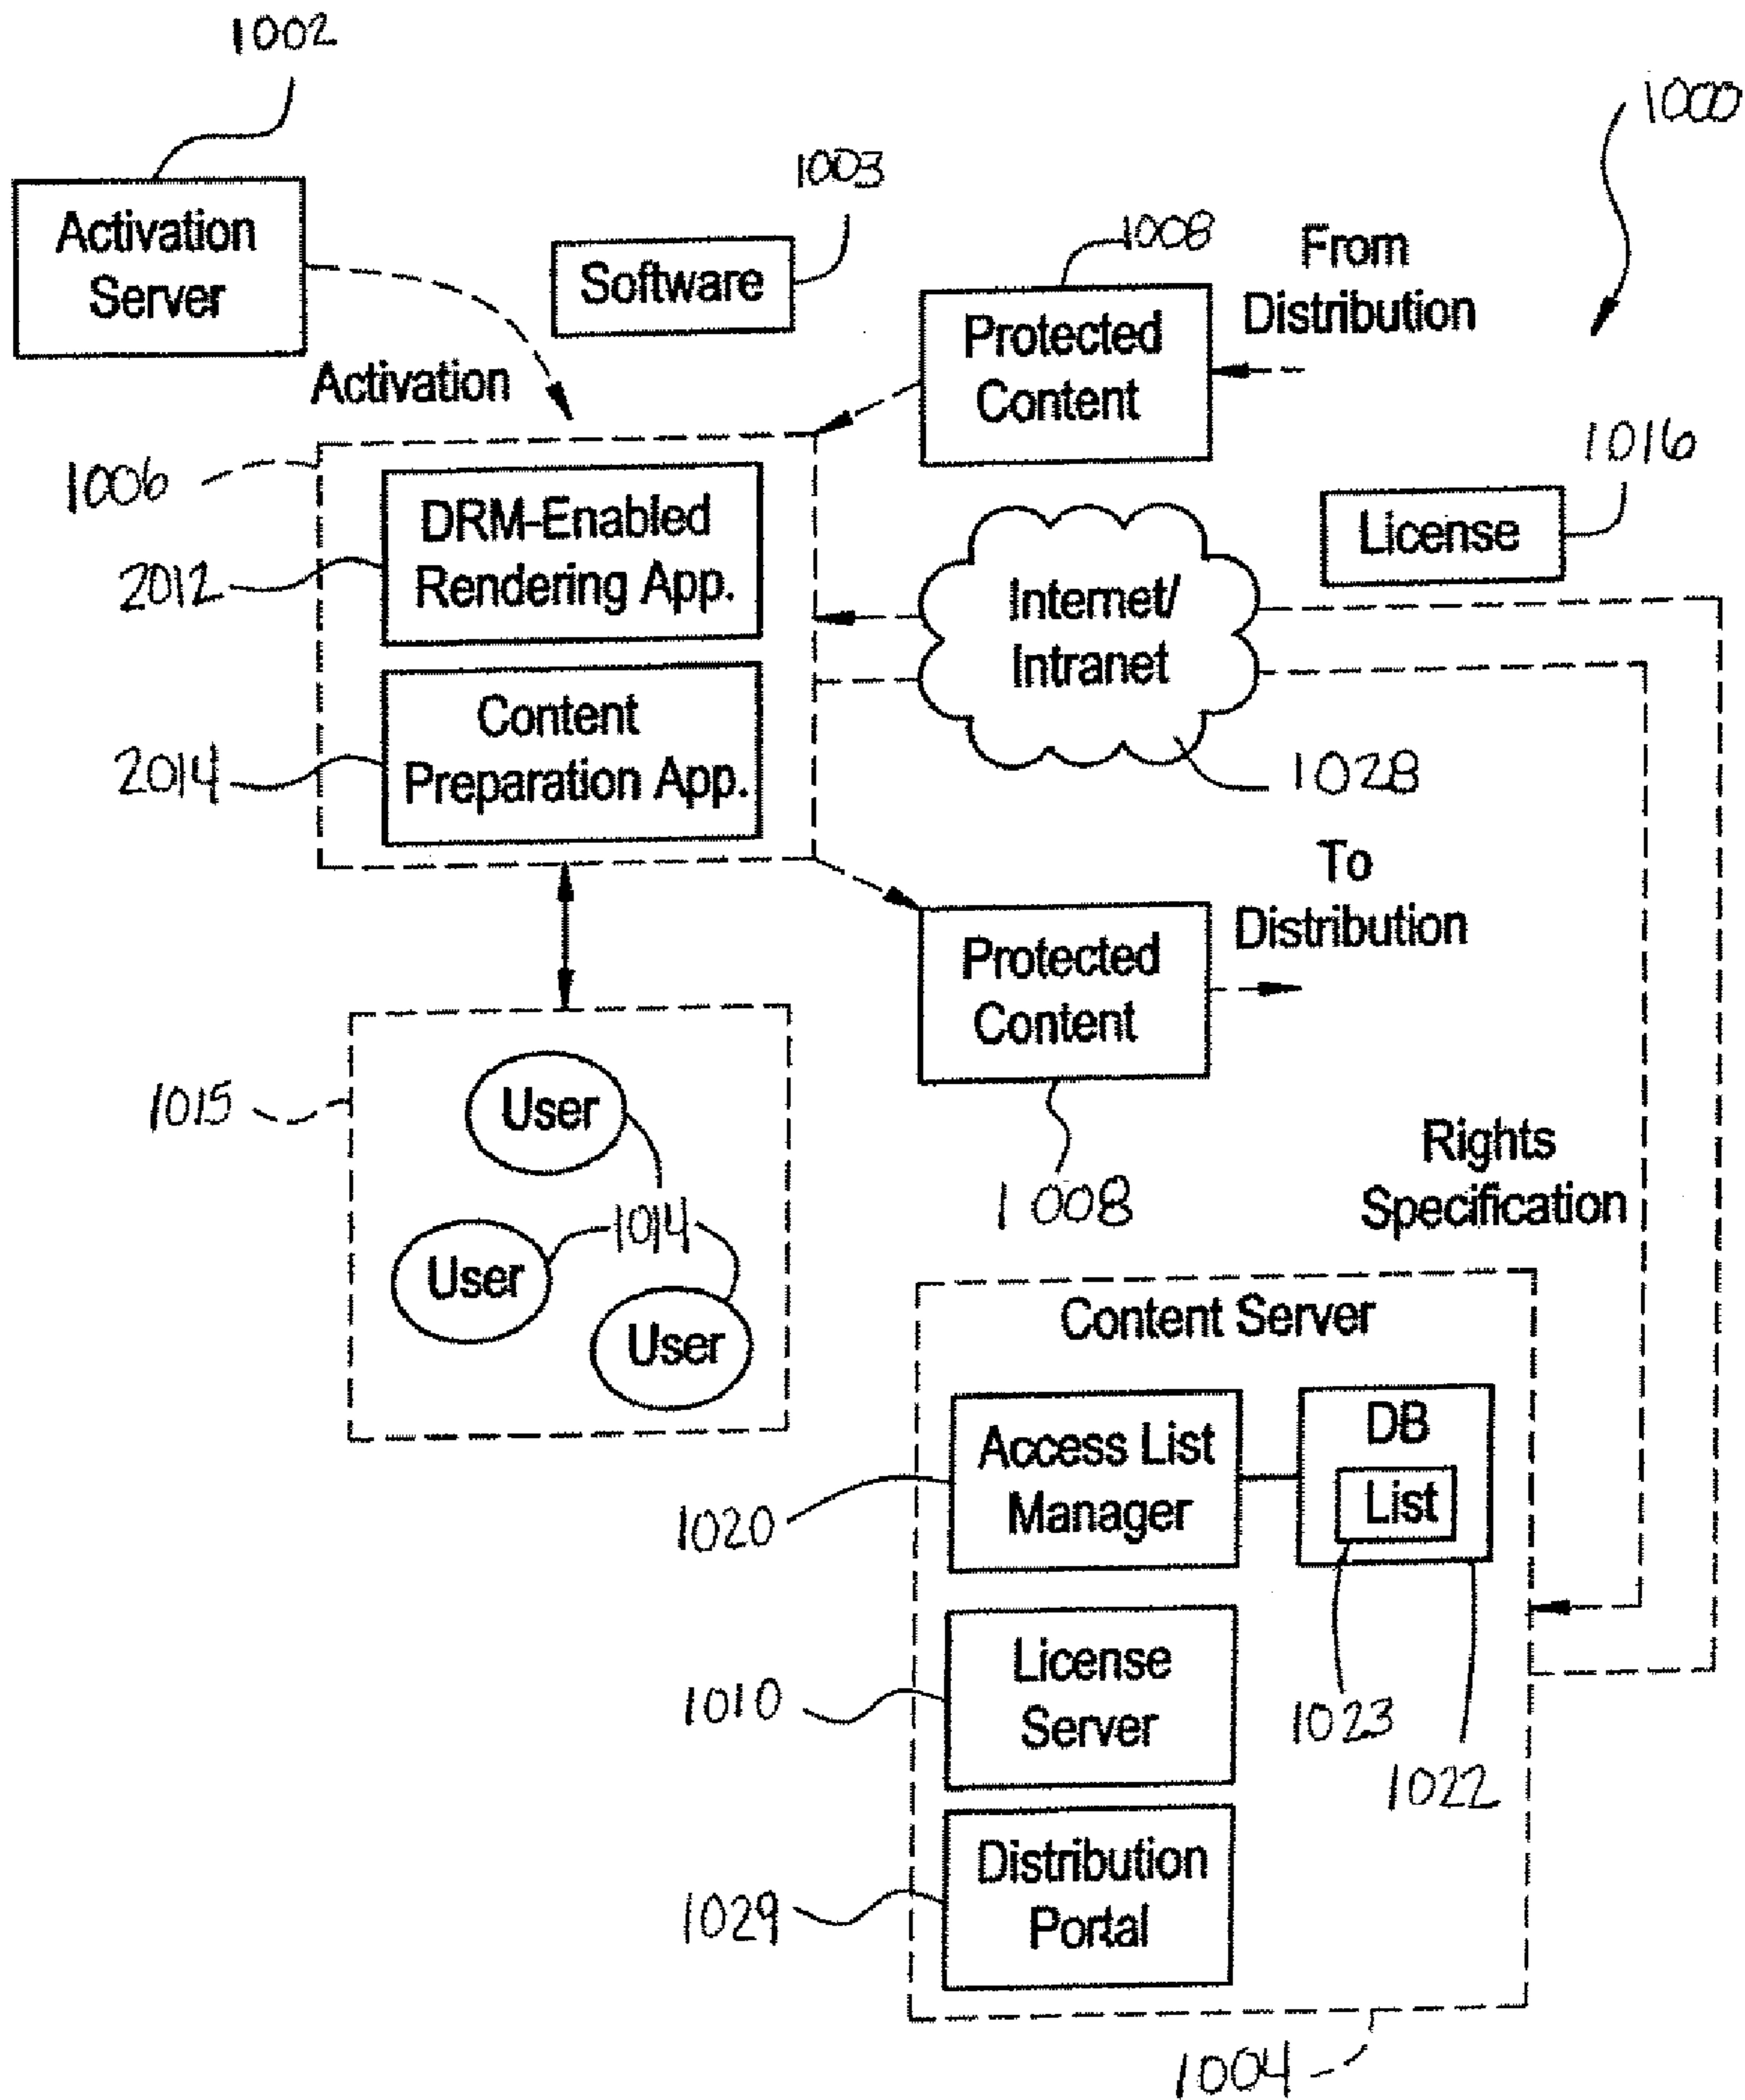 1002
1000
1003
Activation
Server
Software
1008
From
Distribution
Protected
Content
Activation
1016
License
1006
DRM-Enabled
Rendering App.
2012
Internet/
Intranet
Content
Preparation App.
2014
1028
To
Distribution
Protected
Content
1008
1015
User
1014
User
User
Rights
Specification
Content Server
Access List
Manager
DB
List
1020
License
Server
1010
1023
1022
Distribution
Portal
1029
1004